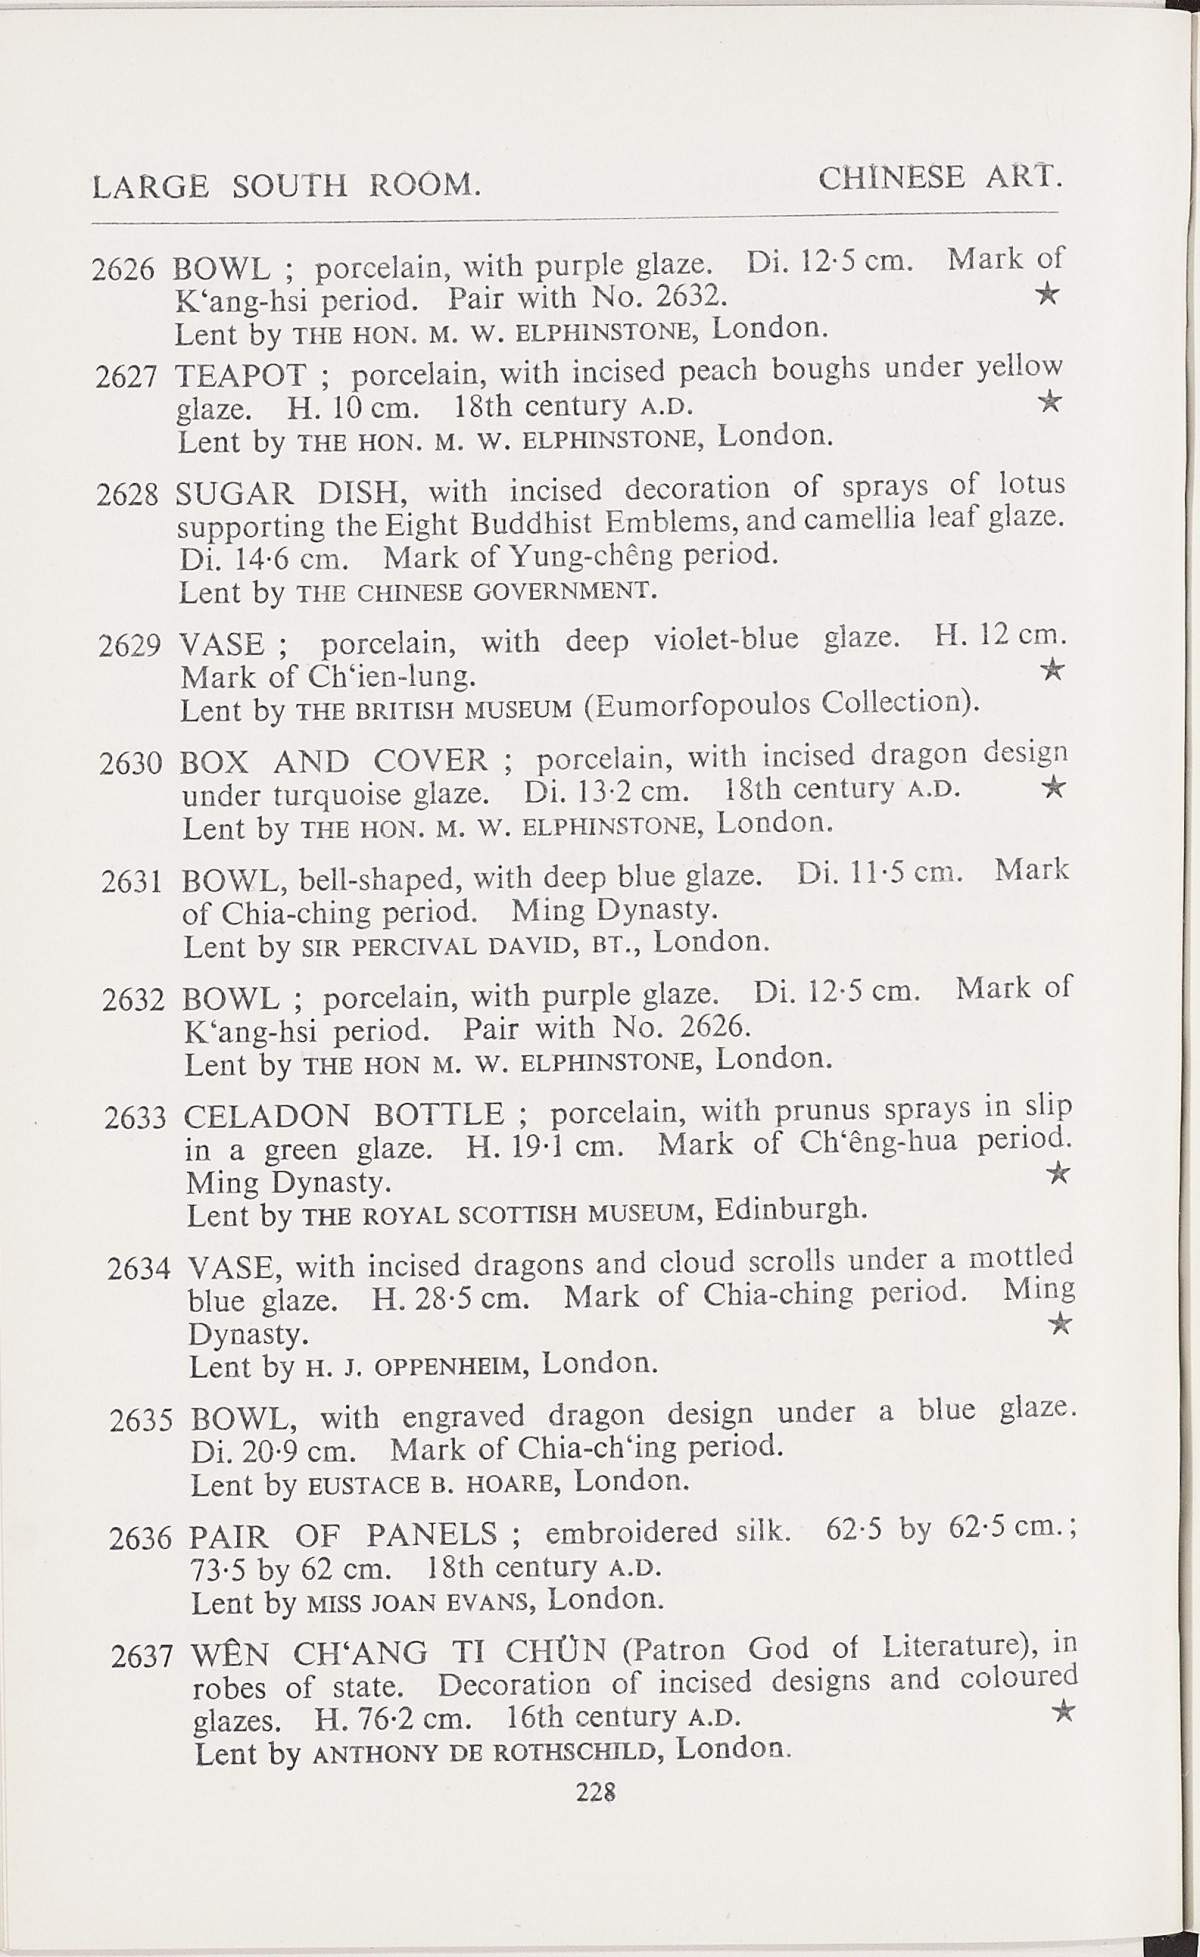 LARGE SOUTH ROOM. CHINESE ART.
2626 BOWL ; porcelain, with purple glaze. Di. 12·5 cm. Mark of
K‘ang-hsi period. Pair with No. 2632. ★
Lent by THE HON. M. W. ELPHINSTONE, London.
2627 TEAPOT ; porcelain, with incised peach boughs under yellow
glaze. H. 10 cm. 18th century A.D. ★
Lent by THE HON. M. W. ELPHINSTONE, London.
2628 SUGAR DISH, with incised decoration of sprays of lotus
supporting the Eight Buddhist Emblems, and camellia leaf glaze.
Di. 14·6 cm. Mark of Yung-chêng period.
Lent by THE CHINESE GOVERNMENT.
2629 VASE ; porcelain, with deep violet-blue glaze. H. 12 cm.
Mark of Ch‘ien-lung. ★
Lent by THE BRITISH MUSEUM (Eumorfopoulos Collection).
2630 BOX AND COVER ; porcelain, with incised dragon design
under turquoise glaze. Di. 13·2 cm. 18th century A.D. ★
Lent by THE HON. M. W. ELPHINSTONE, London.
2631 BOWL, bell-shaped, with deep blue glaze. Di. 11·5 cm. Mark
of Chia-ching period. Ming Dynasty.
Lent by SIR PERCIVAL DAVID, BT., London.
2632 BOWL ; porcelain, with purple glaze. Di. 12·5 cm. Mark of
K‘ang-hsi period. Pair with No. 2626.
Lent by THE HON M. W. ELPHINSTONE, London.
2633 CELADON BOTTLE ; porcelain, with prunus sprays in slip
in a green glaze. H. 19·1 cm. Mark of Ch‘êng-hua period.
Ming Dynasty. ★
Lent by THE ROYAL SCOTTISH MUSEUM, Edinburgh.
2634 VASE, with incised dragons and cloud scrolls under a mottled
blue glaze. H. 28·5 cm. Mark of Chia-ching period. Ming
Dynasty. ★
Lent by H. J. OPPENHEIM, London.
2635 BOWL, with engraved dragon design under a blue glaze.
Di. 20·9 cm. Mark of Chia-ch‘ing period.
Lent by EUSTACE B. HOARE, London.
2636 PAIR OF PANELS ; embroidered silk. 62·5 by 62·5 cm. ;
73·5 by 62 cm. 18th century A.D.
Lent by MISS JOAN EVANS, London.
2637 WÊN CH‘ANG TI CHÜN (Patron God of Literature), in
robes of state. Decoration of incised designs and coloured
glazes. H. 76·2 cm. 16th century A.D. ★
Lent by ANTHONY DE ROTHSCHILD, London.
228